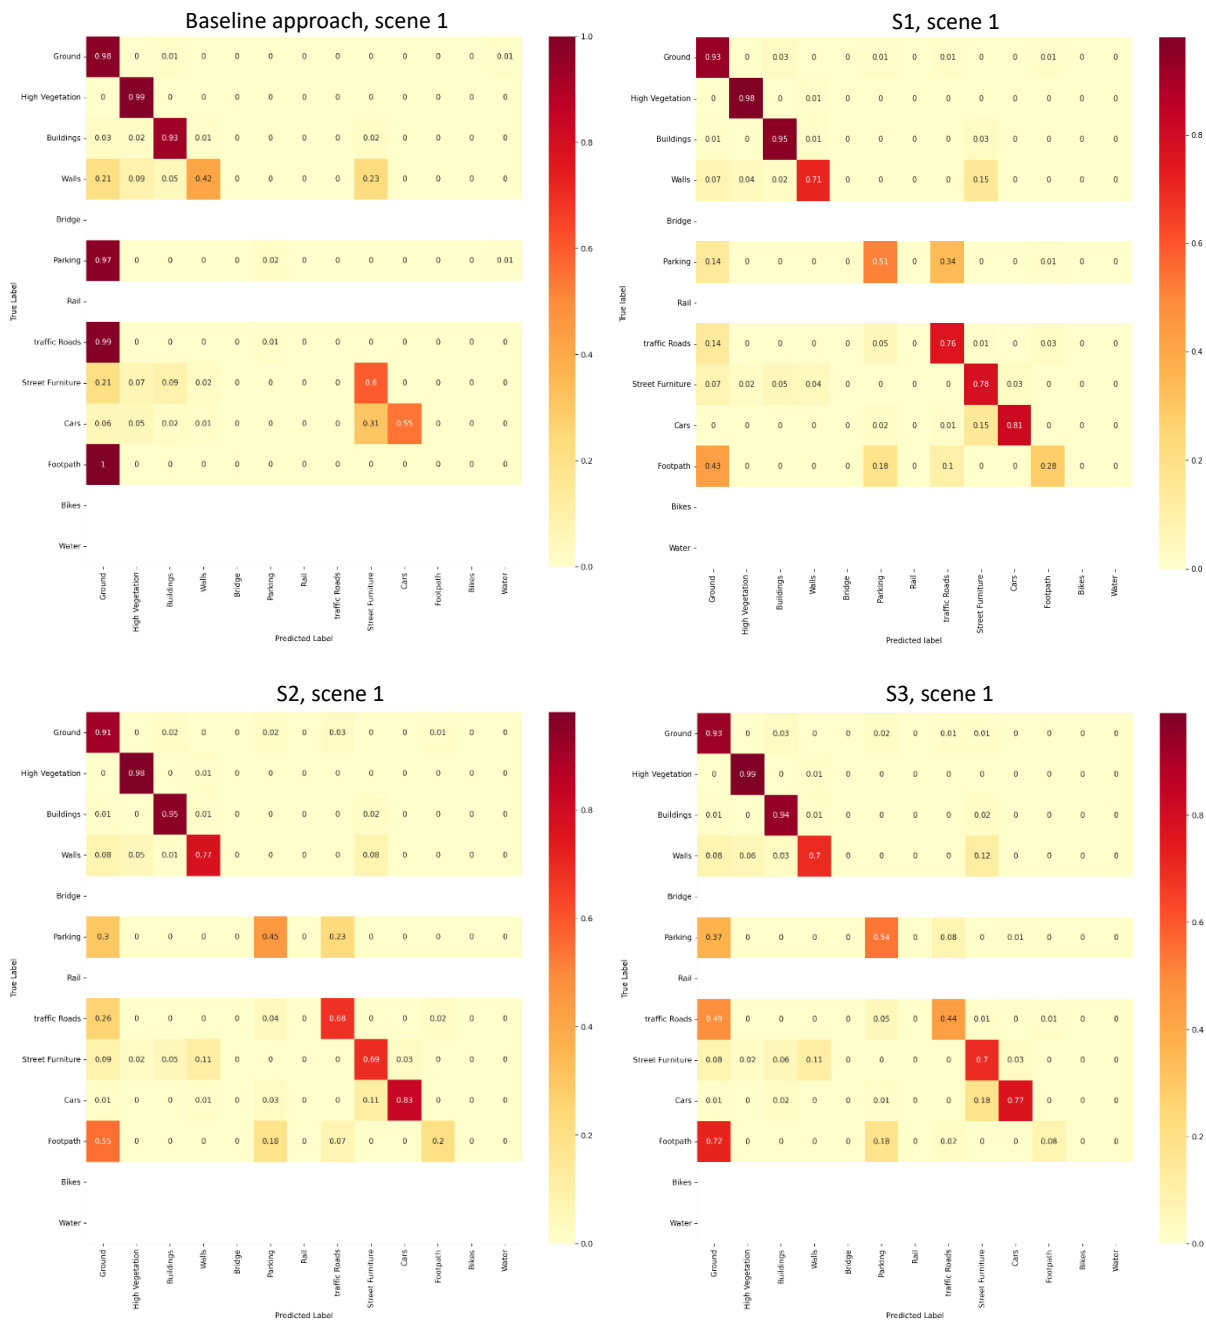 Baseline approach, scene 1
Ground 0.98 0 0.01 0 0 0 0 0 0 0 0 0 0.01
High Vegetation 0 0.99 0 0 0 0 0 0 0 0 0 0 0
Buildings 0.03 0.02 0.93 0.01 0 0 0 0 0.02 0 0 0 0
Walls 0.21 0.09 0.05 0.42 0 0 0 0 0.23 0 0 0 0
Bridge
Parking 0.97 0 0 0 0 0.02 0 0 0 0 0 0 0.01
Rail
traffic Roads 0.99 0 0 0 0 0.01 0 0 0 0 0 0 0
Street Furniture 0.21 0.07 0.09 0.02 0 0 0 0 0.6 0 0 0 0
Cars 0.06 0.05 0.02 0.01 0 0 0 0 0.31 0.55 0 0 0
Footpath 1 0 0 0 0 0 0 0 0 0 0 0 0
Bikes
Water
True Label
Ground High Vegetation Buildings Walls Bridge Parking Rail traffic Roads Street Furniture Cars Footpath Bikes Water
Predicted Label
1.0
0.8
0.6
0.4
0.2
0.0
S1, scene 1
Ground 0.93 0 0.03 0 0 0.01 0 0.01 0 0 0.01 0 0
High Vegetation 0 0.98 0 0.01 0 0 0 0 0 0 0 0 0
Buildings 0.01 0 0.95 0.01 0 0 0 0 0.03 0 0 0 0
Walls 0.07 0.04 0.02 0.71 0 0 0 0 0.15 0 0 0 0
Bridge
Parking 0.14 0 0 0 0 0.51 0 0.34 0 0 0.01 0 0
Rail
traffic Roads 0.14 0 0 0 0 0.05 0 0.76 0.01 0 0.03 0 0
Street Furniture 0.07 0.02 0.05 0.04 0 0 0 0 0.78 0.03 0 0 0
Cars 0 0 0 0 0 0.02 0 0.01 0.15 0.81 0 0 0
Footpath 0.43 0 0 0 0 0.18 0 0.1 0 0 0.28 0 0
Bikes
Water
True label
Ground High Vegetation Buildings Walls Bridge Parking Rail traffic Roads Street Furniture Cars Footpath Bikes Water
Predicted label
0.8
0.6
0.4
0.2
0.0
S2, scene 1
Ground 0.91 0 0.02 0 0 0.02 0 0.03 0 0 0.01 0 0
High Vegetation 0 0.98 0 0.01 0 0 0 0 0 0 0 0 0
Buildings 0.01 0 0.95 0.01 0 0 0 0 0.02 0 0 0 0
Walls 0.08 0.05 0.01 0.77 0 0 0 0 0.08 0 0 0 0
Bridge
Parking 0.3 0 0 0 0 0.45 0 0.23 0 0 0 0 0
Rail
traffic Roads 0.26 0 0 0 0 0.04 0 0.68 0 0 0.02 0 0
Street Furniture 0.09 0.02 0.05 0.11 0 0 0 0 0.69 0.03 0 0 0
Cars 0.01 0 0 0.01 0 0.03 0 0 0.11 0.83 0 0 0
Footpath 0.55 0 0 0 0 0.18 0 0.07 0 0 0.2 0 0
Bikes
Water
True Label
Ground High Vegetation Buildings Walls Bridge Parking Rail traffic Roads Street Furniture Cars Footpath Bikes Water
Predicted Label
0.8
0.6
0.4
0.2
0.0
S3, scene 1
Ground 0.93 0 0.03 0 0 0.02 0 0.01 0.01 0 0 0 0
High Vegetation 0 0.99 0 0.01 0 0 0 0 0 0 0 0 0
Buildings 0.01 0 0.94 0.01 0 0 0 0 0.02 0 0 0 0
Walls 0.08 0.06 0.03 0.7 0 0 0 0 0.12 0 0 0 0
Bridge
Parking 0.37 0 0 0 0 0.54 0 0.08 0 0.01 0 0 0
Rail
traffic Roads 0.49 0 0 0 0 0.05 0 0.44 0.01 0 0.01 0 0
Street Furniture 0.08 0.02 0.06 0.11 0 0 0 0 0.7 0.03 0 0 0
Cars 0.01 0 0.02 0 0 0.01 0 0 0.18 0.77 0 0 0
Footpath 0.72 0 0 0 0 0.18 0 0.02 0 0 0.08 0 0
Bikes
Water
True Label
Ground High Vegetation Buildings Walls Bridge Parking Rail traffic Roads Street Furniture Cars Footpath Bikes Water
Predicted Label
0.8
0.6
0.4
0.2
0.0